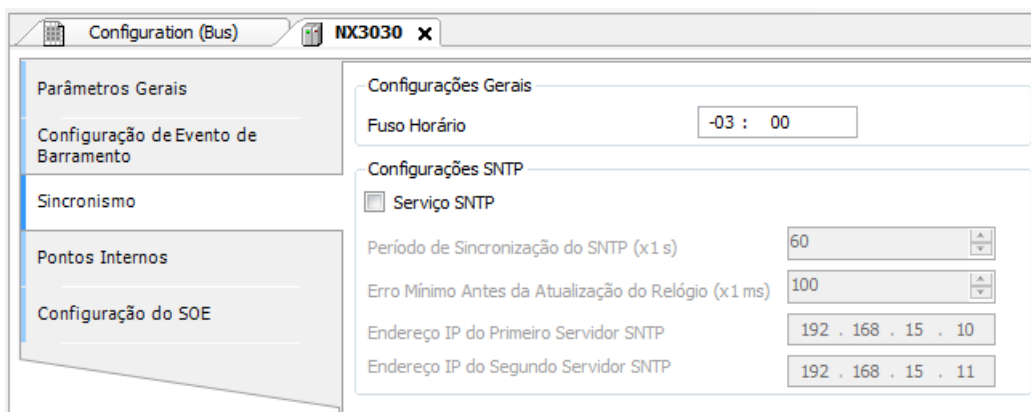 Configuration (Bus)
NX3030
Parâmetros Gerais
Configuração de Evento de
Barramento
Sincronismo
Pontos Internos
Configuração do SOE
Configurações Gerais
Fuso Horário
-03 : 00
Configurações SNTP
Serviço SNTP
Período de Sincronização do SNTP (x1 s)
60
Erro Mínimo Antes da Atualização do Relógio (x1 ms)
100
Endereço IP do Primeiro Servidor SNTP
192 . 168 . 15 . 10
Endereço IP do Segundo Servidor SNTP
192 . 168 . 15 . 11